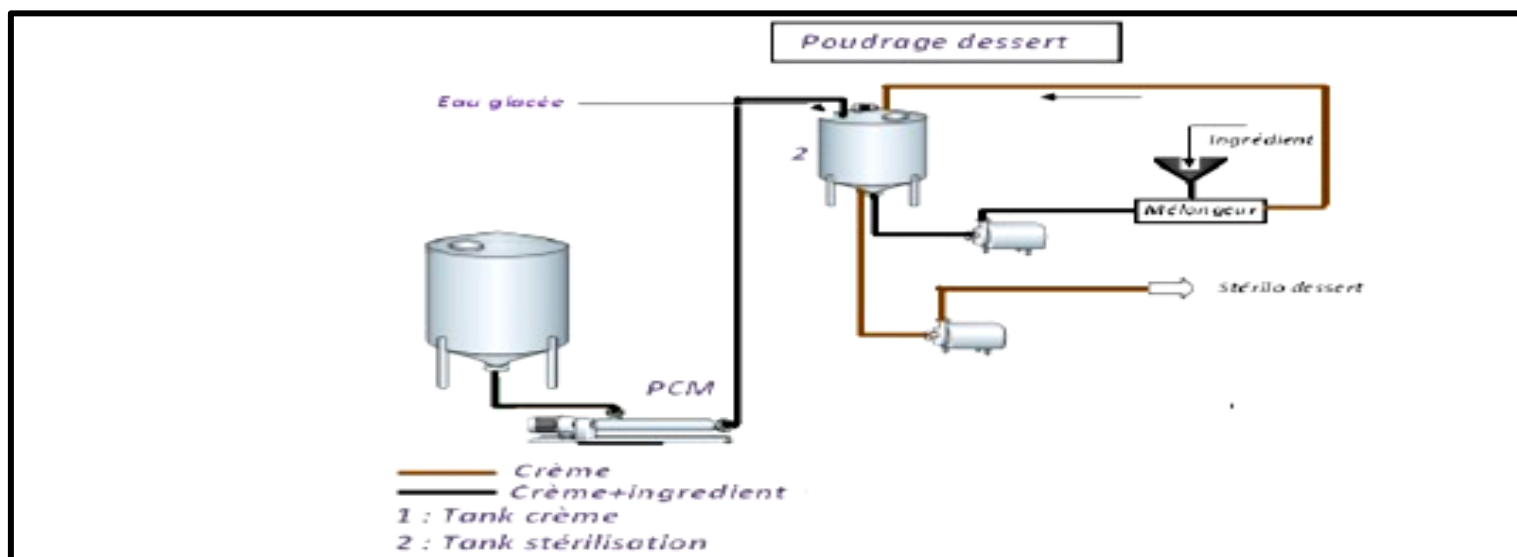 Poudrage dessert
Eau glacée
2
Ingrédient
Mélangeur
Stérilo dessert
PCM
Crème
Crème+ingredient
1 : Tank crème
2 : Tank stérilisation